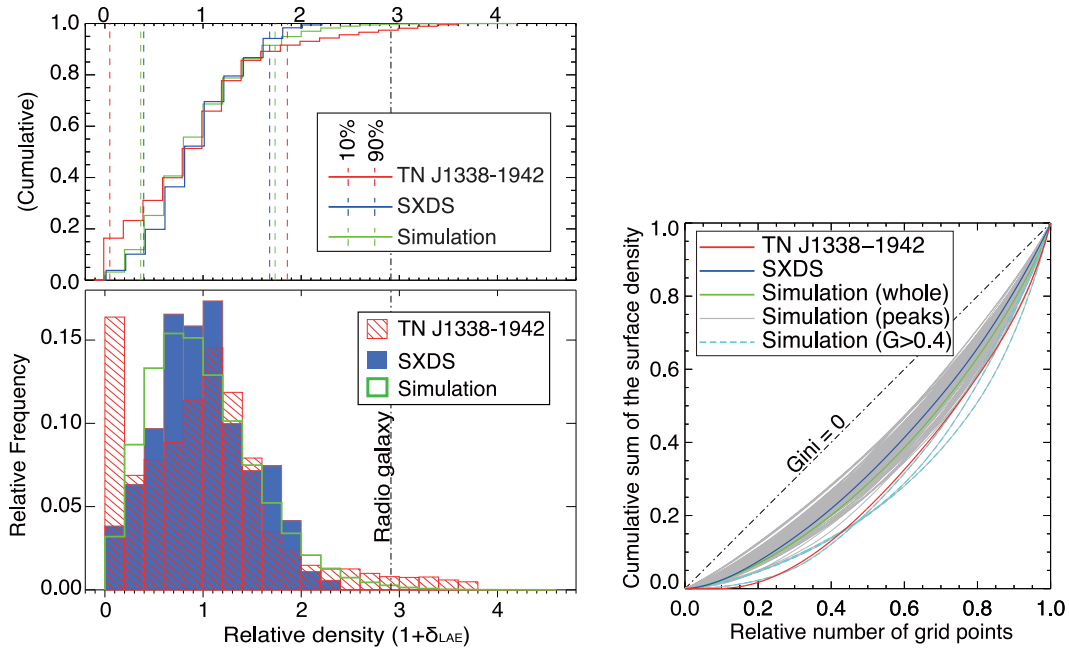 0 1 2 3 4
1.0
0.8
0.6
0.4
0.2
0.0
(Cumulative)
10% 90%
TN J1338-1942
SXDS
Simulation
0.15
0.10
0.05
0.00
Relative Frequency
TN J1338-1942
SXDS
Simulation
Radio galaxy
0 1 2 3 4
Relative density (1+δLAE)
1.0
0.8
0.6
0.4
0.2
0.0
Cumulative sum of the surface density
TN J1338−1942
SXDS
Simulation (whole)
Simulation (peaks)
Simulation (G>0.4)
Gini = 0
0.0 0.2 0.4 0.6 0.8 1.0
Relative number of grid points